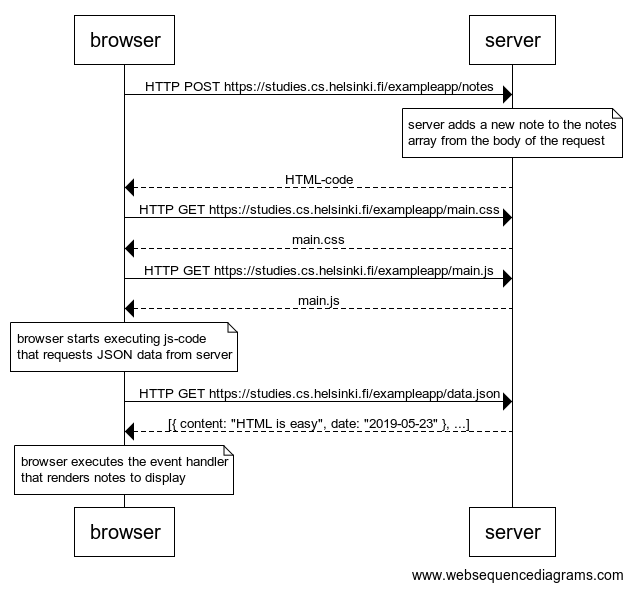 browser
server
HTTP POST https://studies.cs.helsinki.fi/exampleapp/notes
server adds a new note to the notes
array from the body of the request
HTML-code
HTTP GET https://studies.cs.helsinki.fi/exampleapp/main.css
main.css
HTTP GET https://studies.cs.helsinki.fi/exampleapp/main.js
main.js
browser starts executing js-code
that requests JSON data from server
HTTP GET https://studies.cs.helsinki.fi/exampleapp/data.json
[{ content: "HTML is easy", date: "2019-05-23" }, ...]
browser executes the event handler
that renders notes to display
browser
server
www.websequencediagrams.com